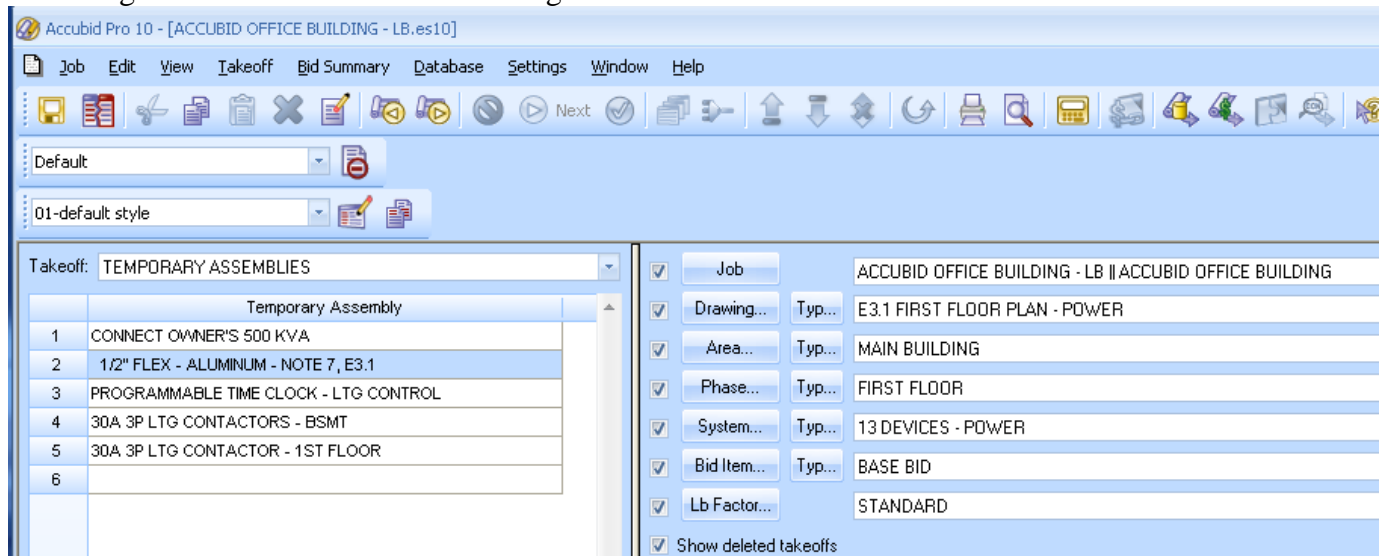 Accubid Pro 10 - [ACCUBID OFFICE BUILDING - LB.es10]
Job Edit View Takeoff Bid Summary Database Settings Window Help
Next
Default
01-default style
Takeoff: TEMPORARY ASSEMBLIES
Temporary Assembly
1 CONNECT OWNER'S 500 KVA
2 1/2" FLEX - ALUMINUM - NOTE 7, E3.1
3 PROGRAMMABLE TIME CLOCK - LTG CONTROL
4 30A 3P LTG CONTACTORS - BSMT
5 30A 3P LTG CONTACTOR - 1ST FLOOR
6
Job ACCUBID OFFICE BUILDING - LB || ACCUBID OFFICE BUILDING
Drawing... Typ... E3.1 FIRST FLOOR PLAN - POWER
Area... Typ... MAIN BUILDING
Phase... Typ... FIRST FLOOR
System... Typ... 13 DEVICES - POWER
Bid Item... Typ... BASE BID
Lb Factor... STANDARD
Show deleted takeoffs